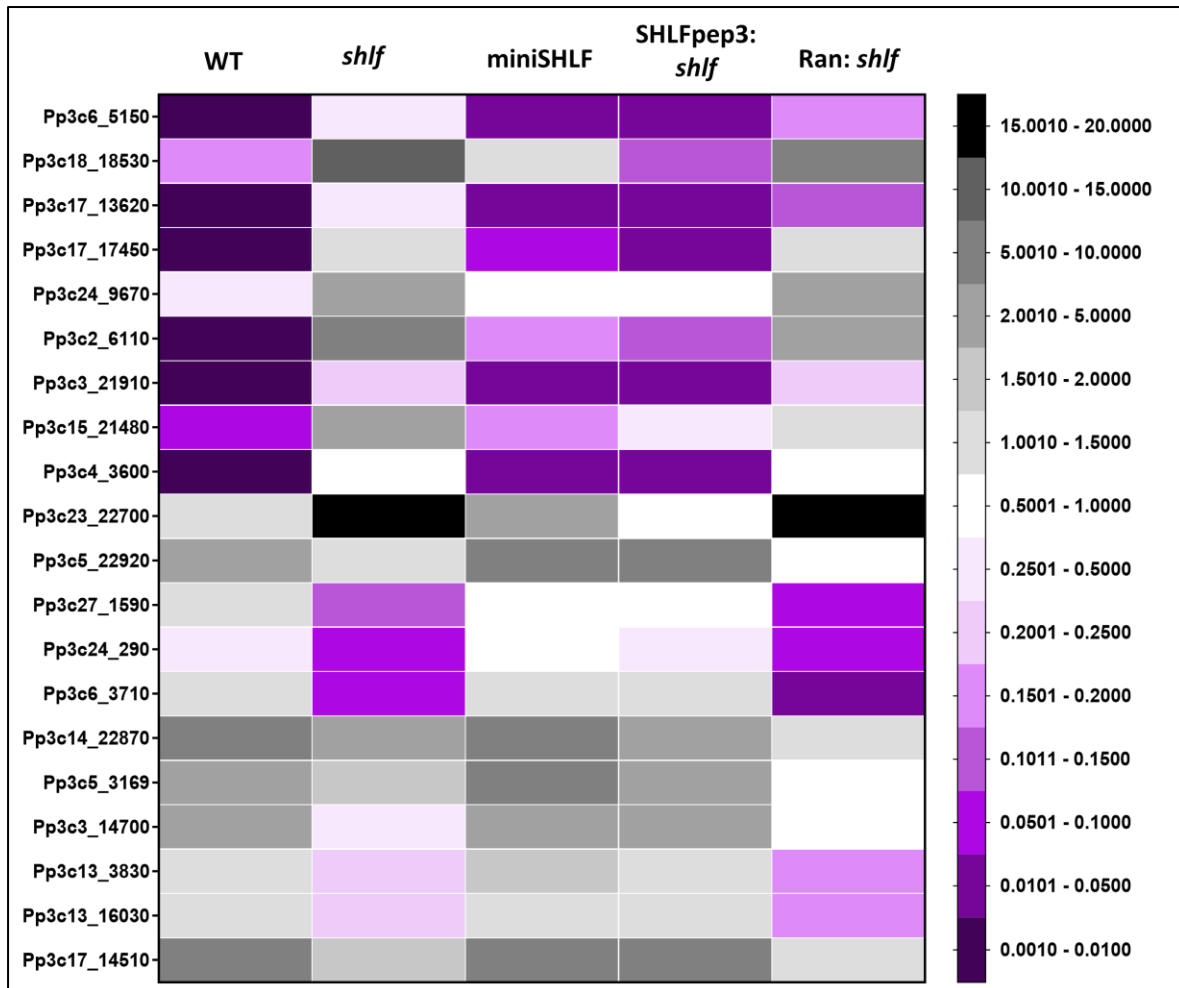 WT
shlf
miniSHLF
SHLFpep3:
shlf
Ran: shlf
Pp3c6_5150
Pp3c18_18530
Pp3c17_13620
Pp3c17_17450
Pp3c24_9670
Pp3c2_6110
Pp3c3_21910
Pp3c15_21480
Pp3c4_3600
Pp3c23_22700
Pp3c5_22920
Pp3c27_1590
Pp3c24_290
Pp3c6_3710
Pp3c14_22870
Pp3c5_3169
Pp3c3_14700
Pp3c13_3830
Pp3c13_16030
Pp3c17_14510
15.0010 - 20.0000
10.0010 - 15.0000
5.0010 - 10.0000
2.0010 - 5.0000
1.5010 - 2.0000
1.0010 - 1.5000
0.5001 - 1.0000
0.2501 - 0.5000
0.2001 - 0.2500
0.1501 - 0.2000
0.1011 - 0.1500
0.0501 - 0.1000
0.0101 - 0.0500
0.0010 - 0.0100